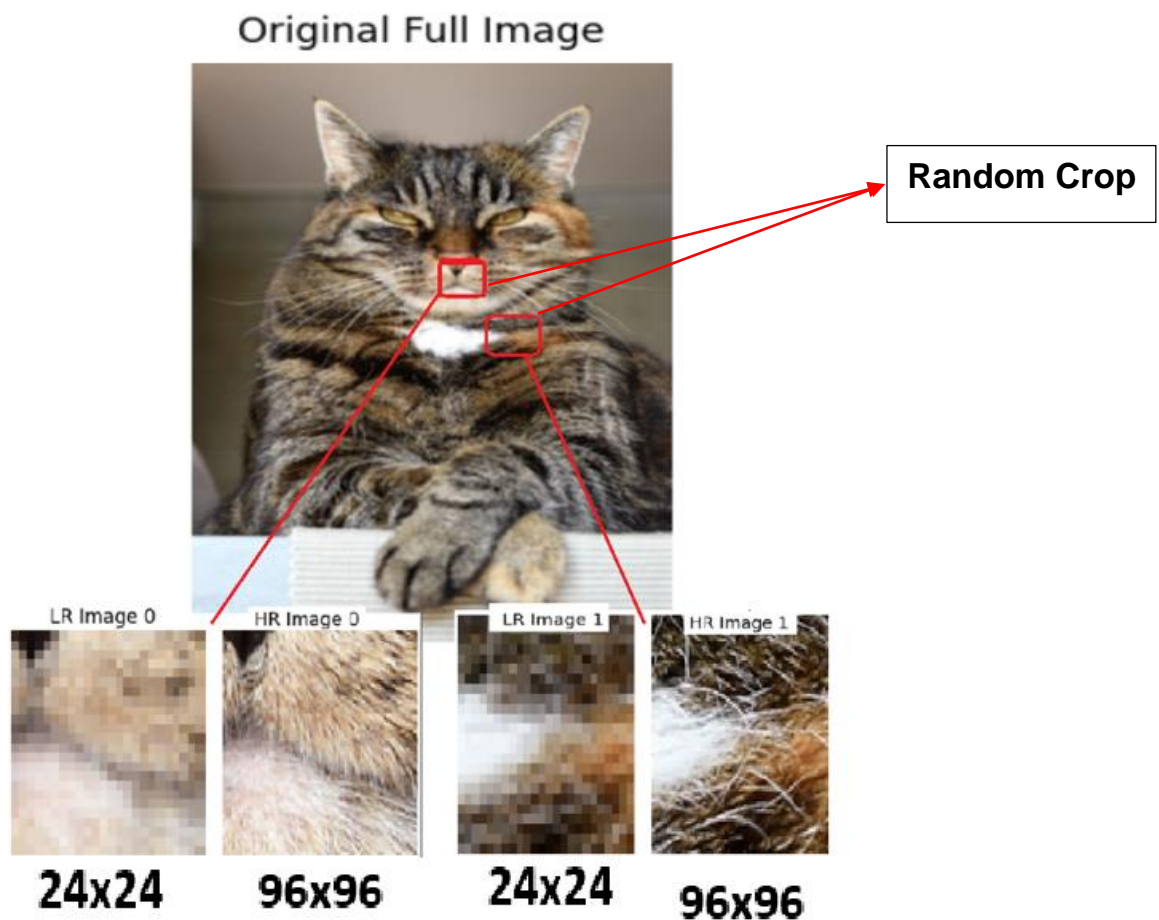 Original Full Image
Random Crop
LR Image 0
HR Image 0
LR Image 1
HR Image 1
24x24
96x96
24x24
96x96